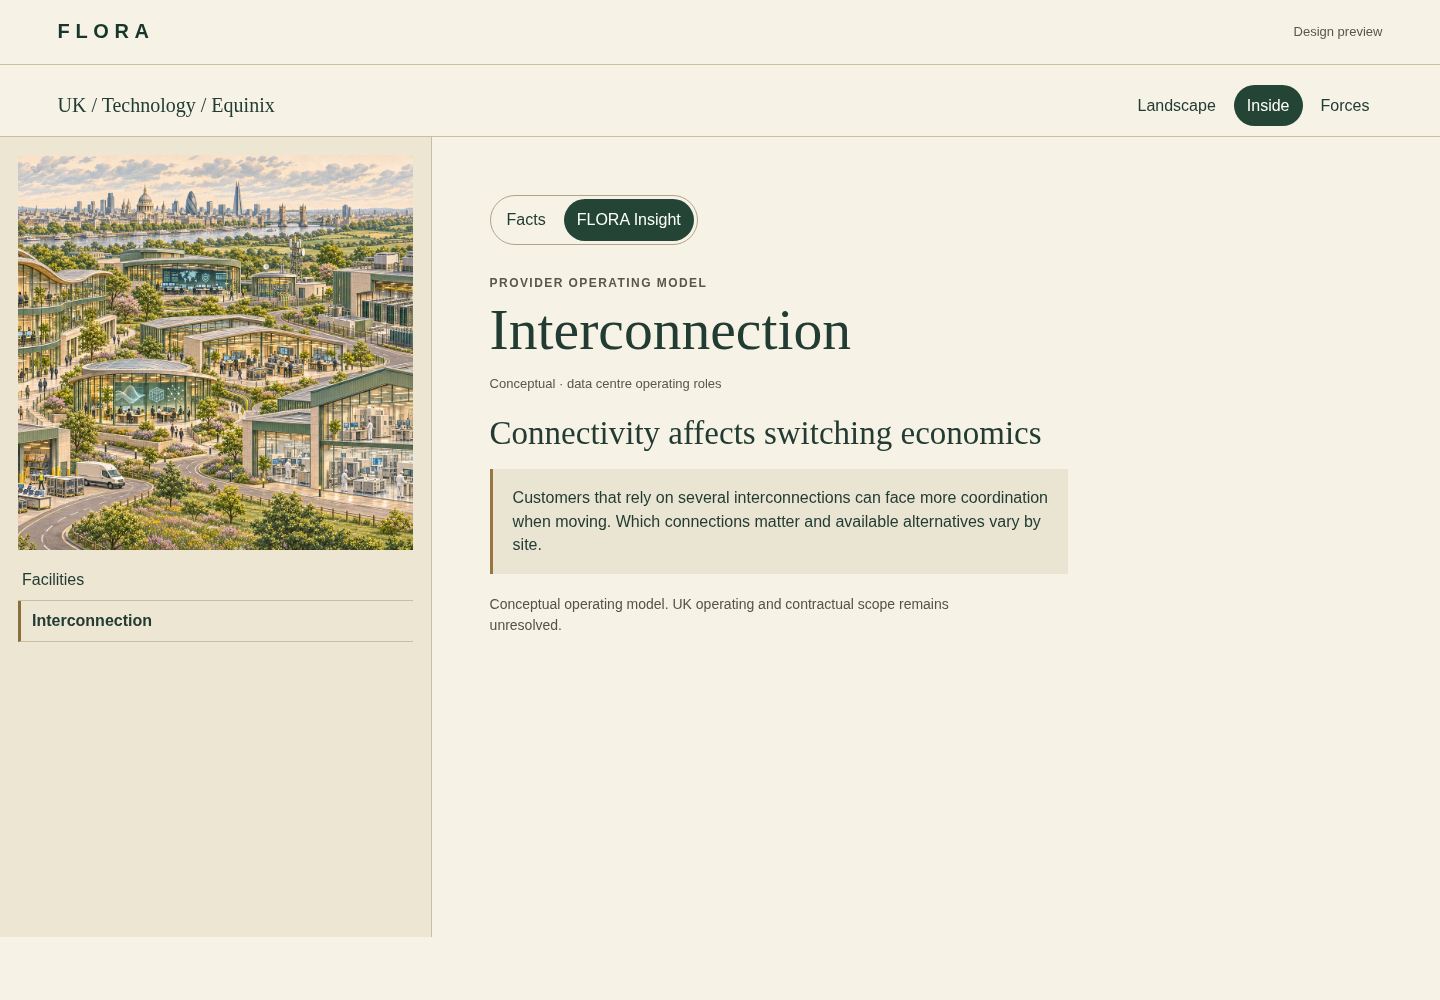 FLORA
Design preview
UK / Technology / Equinix
Landscape
Inside
Forces
Facts
FLORA Insight
PROVIDER OPERATING MODEL
Interconnection
Conceptual · data centre operating roles
Connectivity affects switching economics
Customers that rely on several interconnections can face more coordination
when moving. Which connections matter and available alternatives vary by
site.
Conceptual operating model. UK operating and contractual scope remains
unresolved.
Facilities
Interconnection